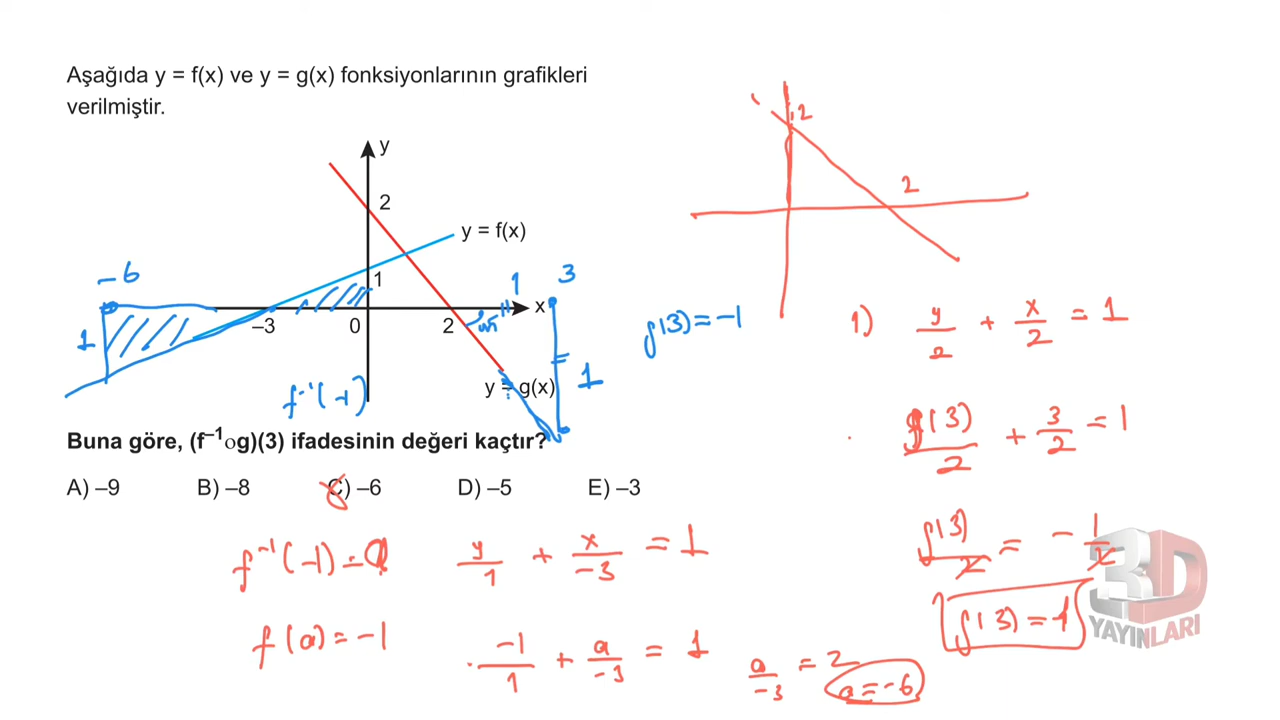 Aşağıda y = f(x) ve y = g(x) fonksiyonlarının grafikleri
verilmiştir.
y
2
y = f(x)
1
–3
0
2
x
y = g(x)
-6
1
1
3
1
45
f⁻¹(-1)
g(3) = -1
2
2
Buna göre, (f⁻¹og)(3) ifadesinin değeri kaçtır?
A) –9 B) –8 C) –6 D) –5 E) –3
1) y/2 + x/2 = 1
g(3)/2 + 3/2 = 1
g(3)/2 = -1/2
g(3) = -1
f⁻¹(-1) = a
f(a) = -1
y/1 + x/-3 = 1
-1/1 + a/-3 = 1
a/-3 = 2
a = -6
3D
YAYINLARI